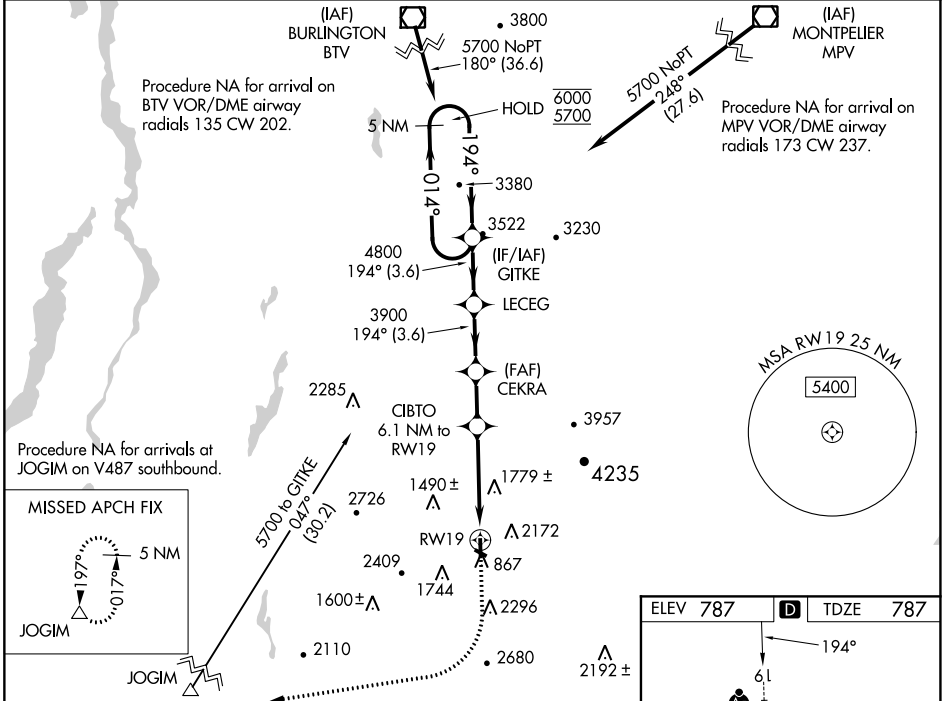 (IAF)
BURLINGTON
BTV
3800
5700 NoPT
180° (36.6)
(IAF)
MONTPELIER
MPV
5700 NoPT
248°
(27.6)
Procedure NA for arrival on
BTV VOR/DME airway
radials 135 CW 202.
HOLD
6000
5700
Procedure NA for arrival on
MPV VOR/DME airway
radials 173 CW 237.
5 NM
194°
014°
3380
3522
3230
4800
194° (3.6)
(IF/IAF)
GITKE
LECEG
3900
194° (3.6)
MSA RW19 25 NM
5400
(FAF)
CEKRA
2285
CIBTO
6.1 NM to
RW19
3957
4235
Procedure NA for arrivals at
JOGIM on V487 southbound.
5700 to GITKE
047°
(30.2)
1490 ±
1779 ±
2726
MISSED APCH FIX
5 NM
197°
017°
JOGIM
RW19
2172
867
2409
1744
1600 ±
2296
2110
2680
2192 ±
JOGIM
ELEV 787
D
TDZE 787
194°